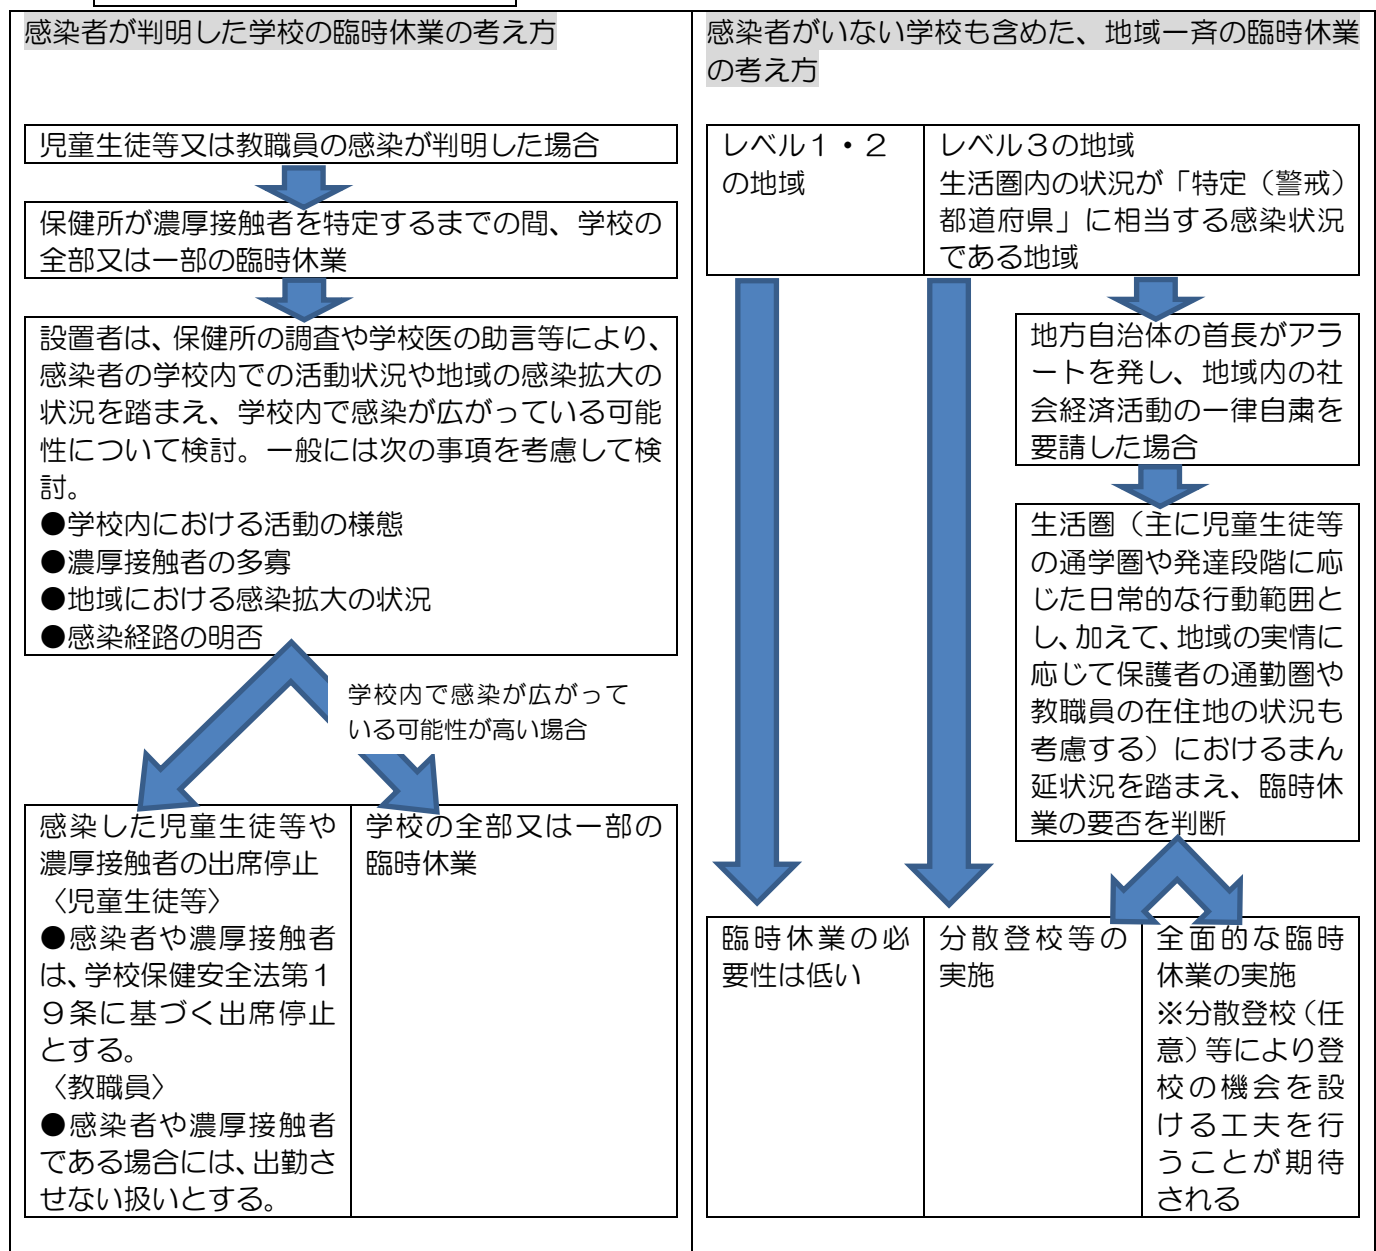 感染者が判明した学校の臨時休業の考え方
児童生徒等又は教職員の感染が判明した場合
保健所が濃厚接触者を特定するまでの間、学校の
全部又は一部の臨時休業
設置者は、保健所の調査や学校医の助言等により、
感染者の学校内での活動状況や地域の感染拡大の
状況を踏まえ、学校内で感染が広がっている可能
性について検討。一般には次の事項を考慮して検
討。
●学校内における活動の様態
●濃厚接触者の多寡
●地域における感染拡大の状況
●感染経路の明否
学校内で感染が広がって
いる可能性が高い場合
感染した児童生徒等や
濃厚接触者の出席停止
〈児童生徒等〉
●感染者や濃厚接触者
は、学校保健安全法第1
9条に基づく出席停止
とする。
〈教職員〉
●感染者や濃厚接触者
である場合には、出勤さ
せない扱いとする。
学校の全部又は一部の
臨時休業
感染者がいない学校も含めた、地域一斉の臨時休業
の考え方
レベル1・2
の地域
レベル3の地域
生活圏内の状況が「特定(警戒)
都道府県」に相当する感染状況
である地域
地方自治体の首長がアラ
ートを発し、地域内の社
会経済活動の一律自粛を
要請した場合
生活圏(主に児童生徒等
の通学圏や発達段階に応
じた日常的な行動範囲と
し、加えて、地域の実情に
応じて保護者の通勤圏や
教職員の在住地の状況も
考慮する)におけるまん
延状況を踏まえ、臨時休
業の要否を判断
臨時休業の必
要性は低い
分散登校等の
実施
全面的な臨時
休業の実施
※分散登校(任
意)等により登
校の機会を設
ける工夫を行
うことが期待
される